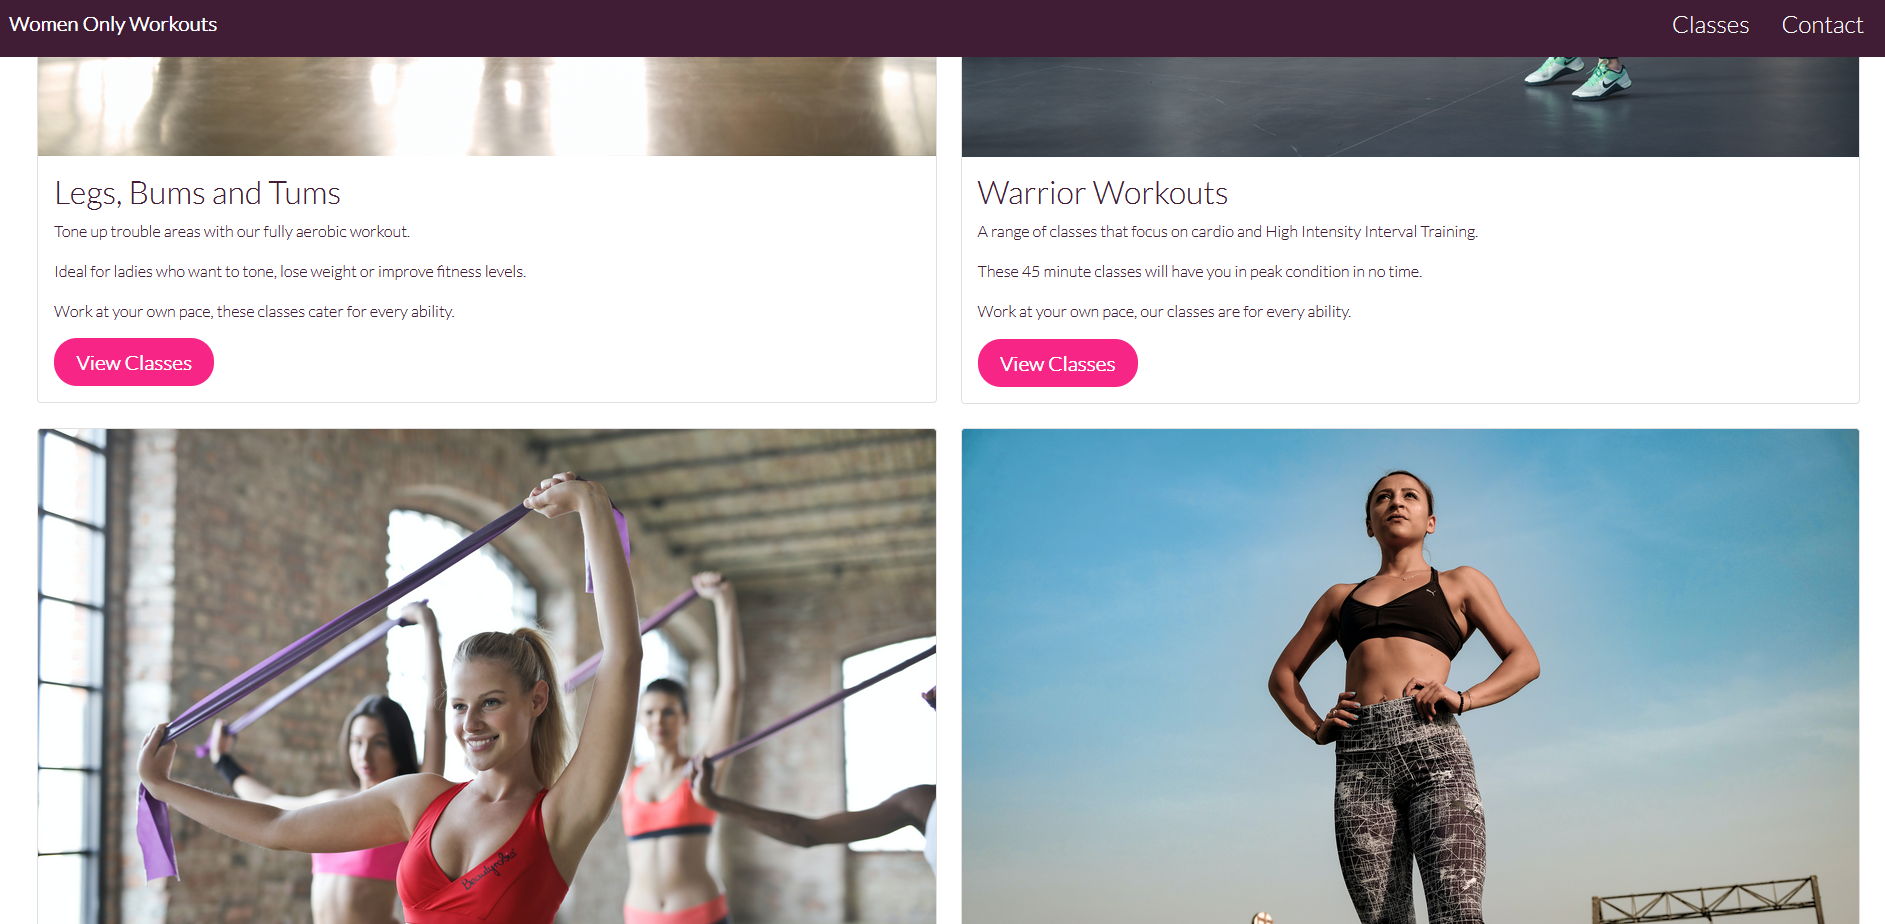 Women Only Workouts
Classes
Contact
Legs, Bums and Tums
Tone up trouble areas with our fully aerobic workout.
Ideal for ladies who want to tone, lose weight or improve fitness levels.
Work at your own pace, these classes cater for every ability.
View Classes
Warrior Workouts
A range of classes that focus on cardio and High Intensity Interval Training.
These 45 minute classes will have you in peak condition in no time.
Work at your own pace, our classes are for every ability.
View Classes